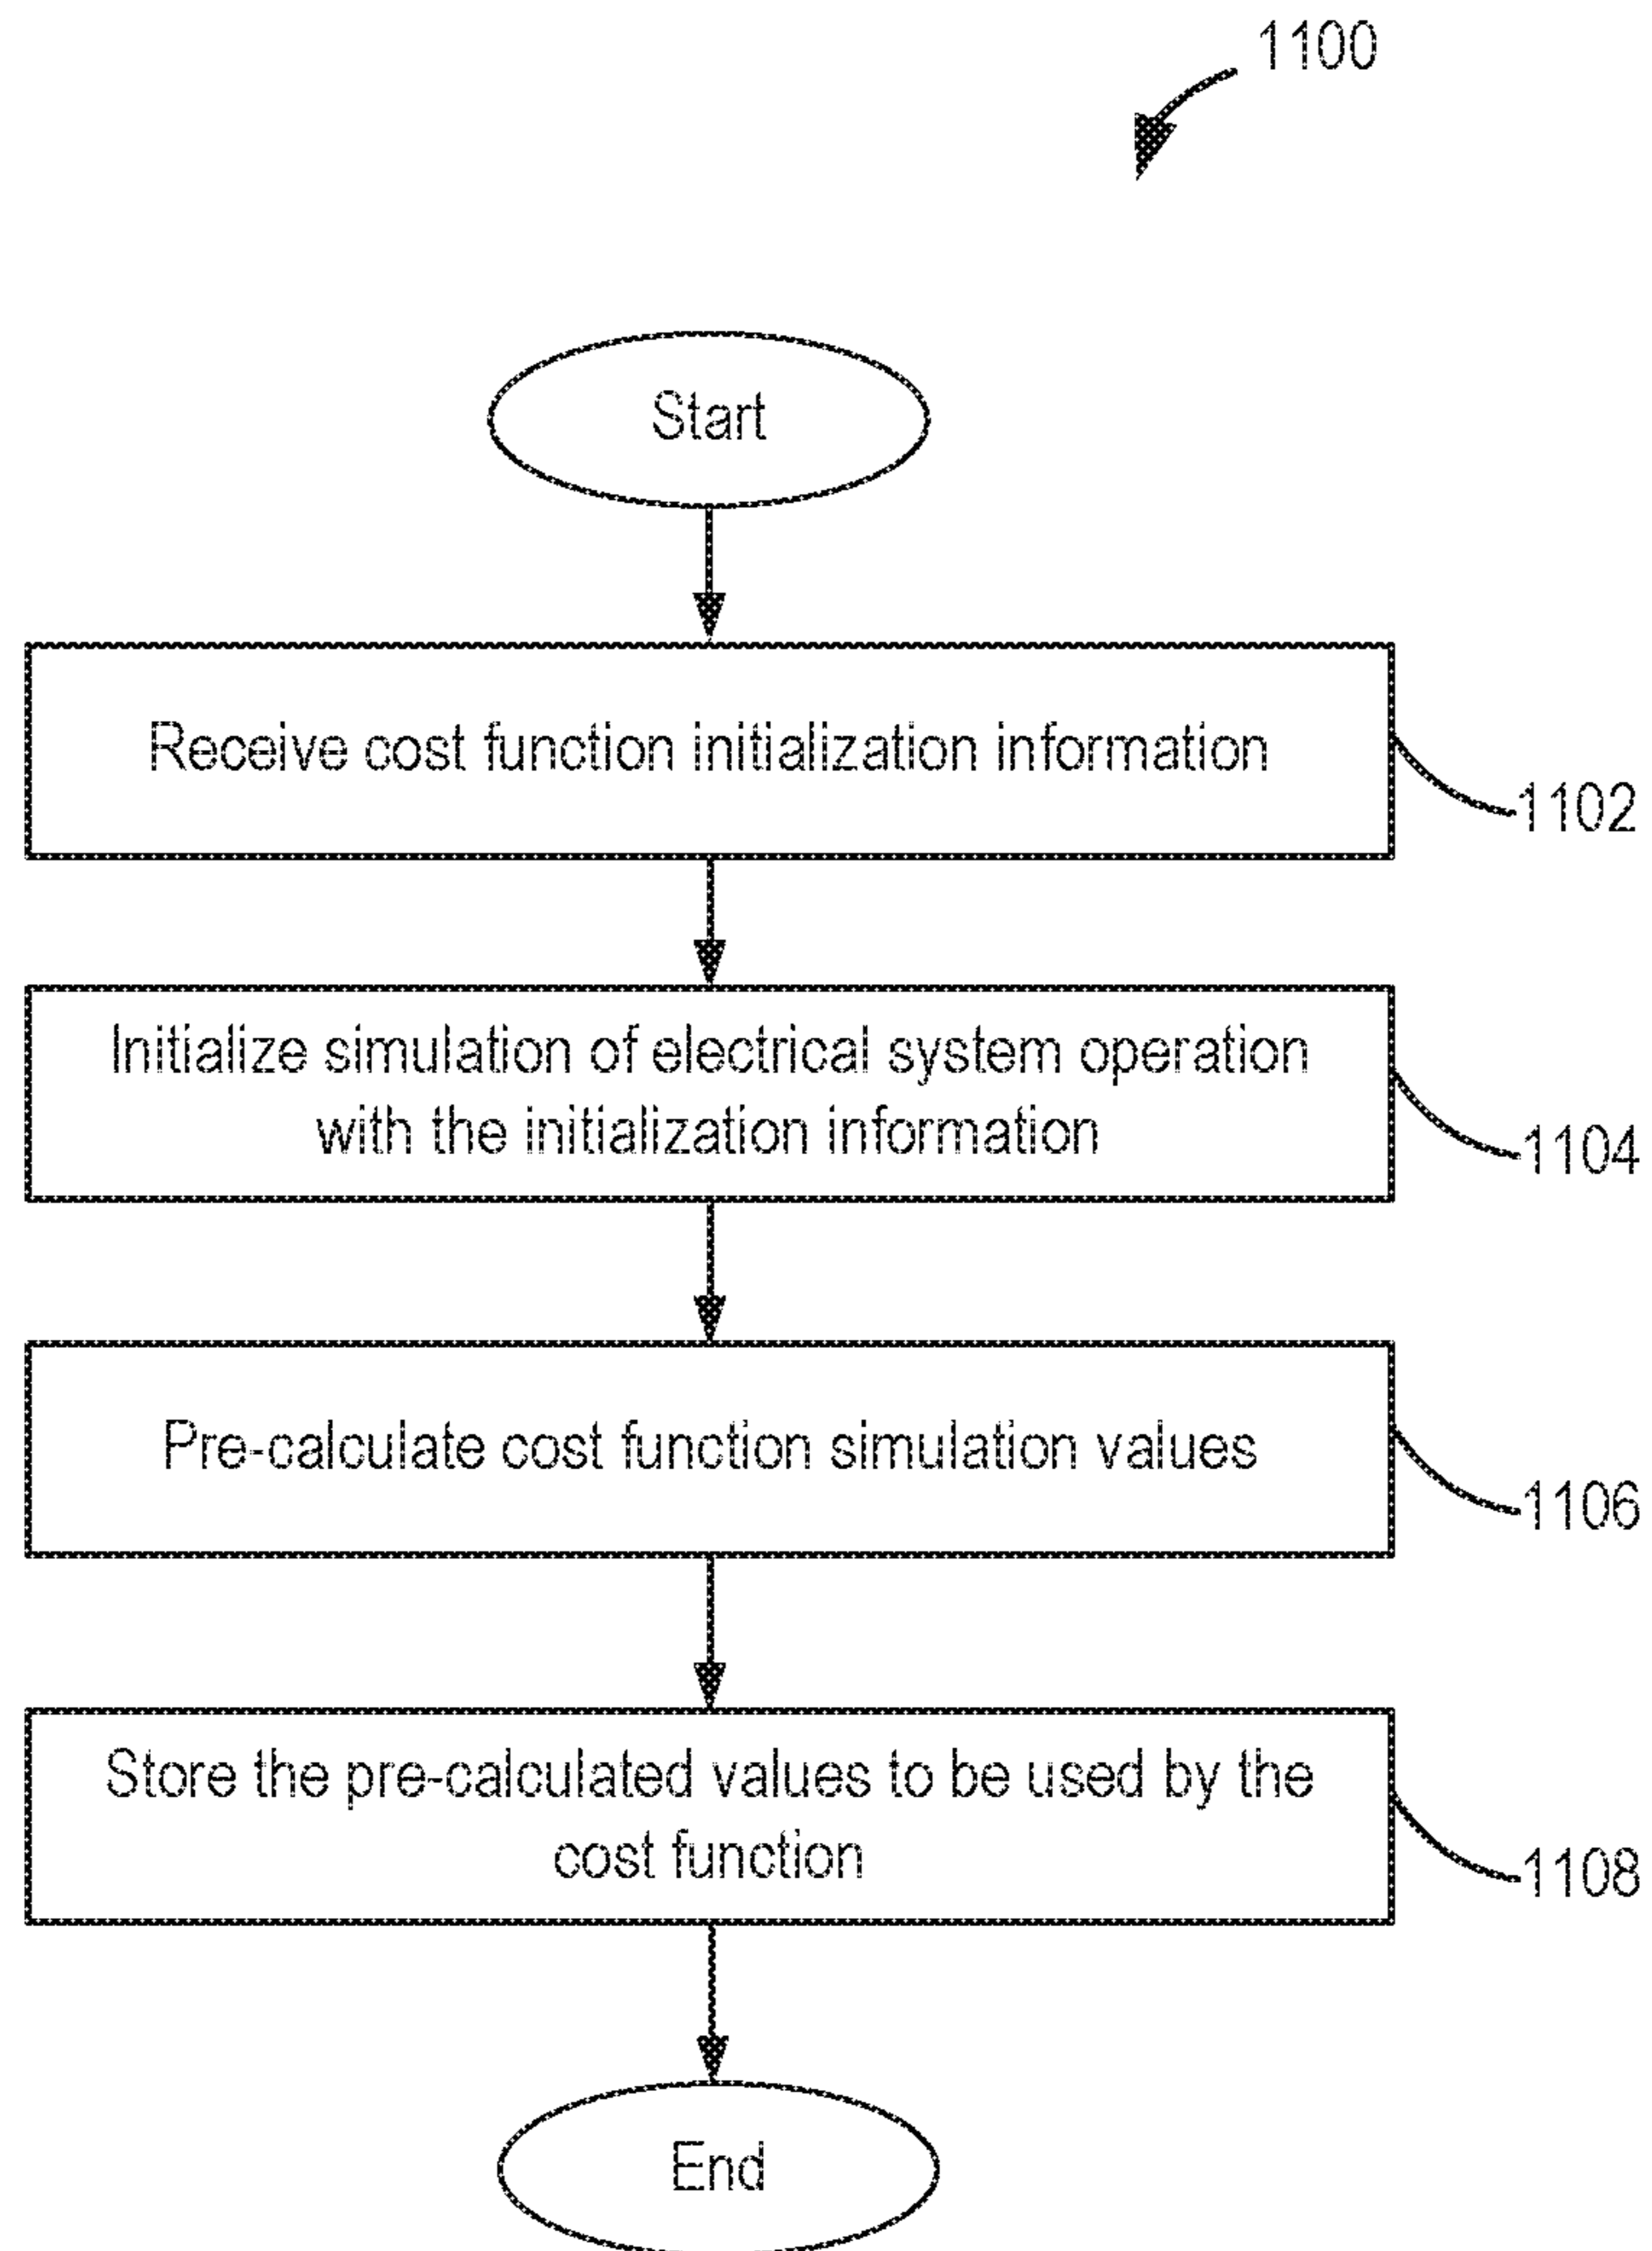 1100
Start
Receive cost function initialization information
1102
Initialize simulation of electrical system operation
with the initialization information
1104
Pre-calculate cost function simulation values
1106
Store the pre-calculated values to be used by the
cost function
1108
End